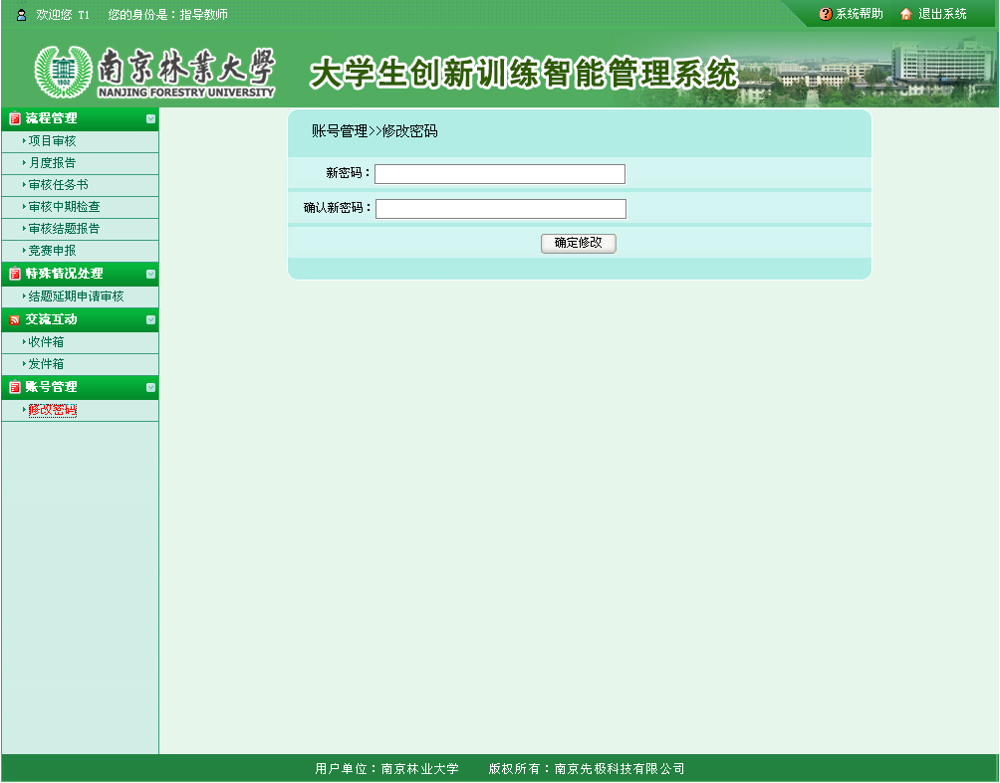 欢迎您 T1 您的身份是：指导教师
系统帮助 退出系统
南京林業大學
NANJING FORESTRY UNIVERSITY
1902
大学生创新训练智能管理系统
流程管理
项目审核
月度报告
审核任务书
审核中期检查
审核结题报告
竞赛申报
特殊情况处理
结题延期申请审核
交流互动
收件箱
发件箱
账号管理
修改密码
账号管理>>修改密码
新密码：
确认新密码：
确定修改
用户单位：南京林业大学 版权所有：南京先极科技有限公司